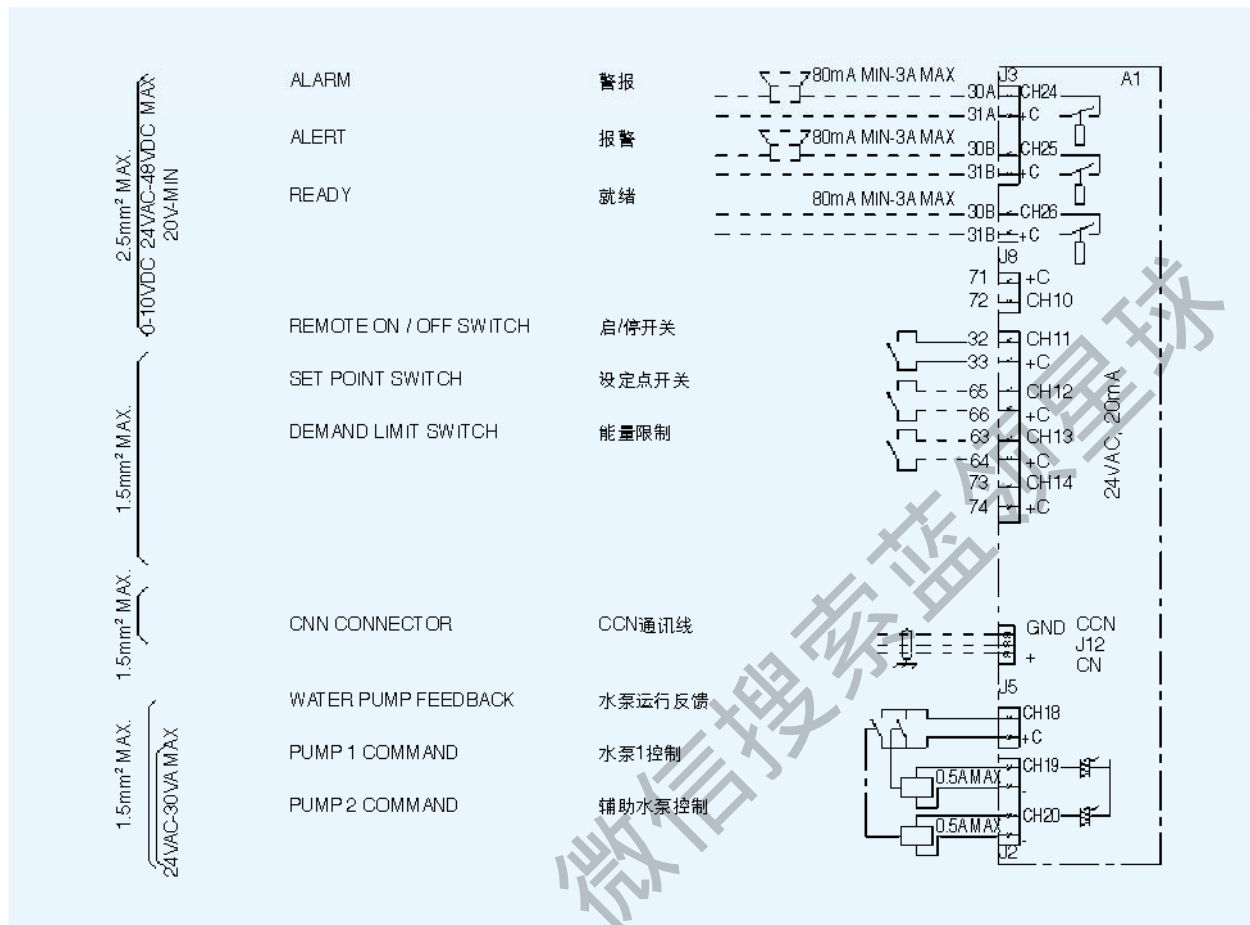 2.5mm² MAX.
0-10VDC 24VAC-48VDC MAX
20V-MIN
ALARM 警报 80mA MIN-3A MAX J3 A1
30A CH24
31A +C
ALERT 报警 80mA MIN-3A MAX
30B CH25
31B +C
READY 就绪 80mA MIN-3A MAX
30B CH26
31B +C
J8
71 +C
72 CH10
REMOTE ON / OFF SWITCH 启/停开关 32 CH11
33 +C
SET POINT SWITCH 设定点开关 65 CH12
66 +C
DEMAND LIMIT SWITCH 能量限制 63 CH13
64 +C
73 CH14
74 +C
24VAC, 20mA
1.5mm² MAX.
1.5mm² MAX.
CNN CONNECTOR CCN通讯线 GND CCN
J12
+ CN
J5
WATER PUMP FEEDBACK 水泵运行反馈 CH18
+C
PUMP 1 COMMAND 水泵1控制 CH19
0.5A MAX -
PUMP 2 COMMAND 辅助水泵控制 CH20
0.5A MAX -
J2
1.5mm² MAX.
24VAC-30VA MAX
微信搜索蓝领星球